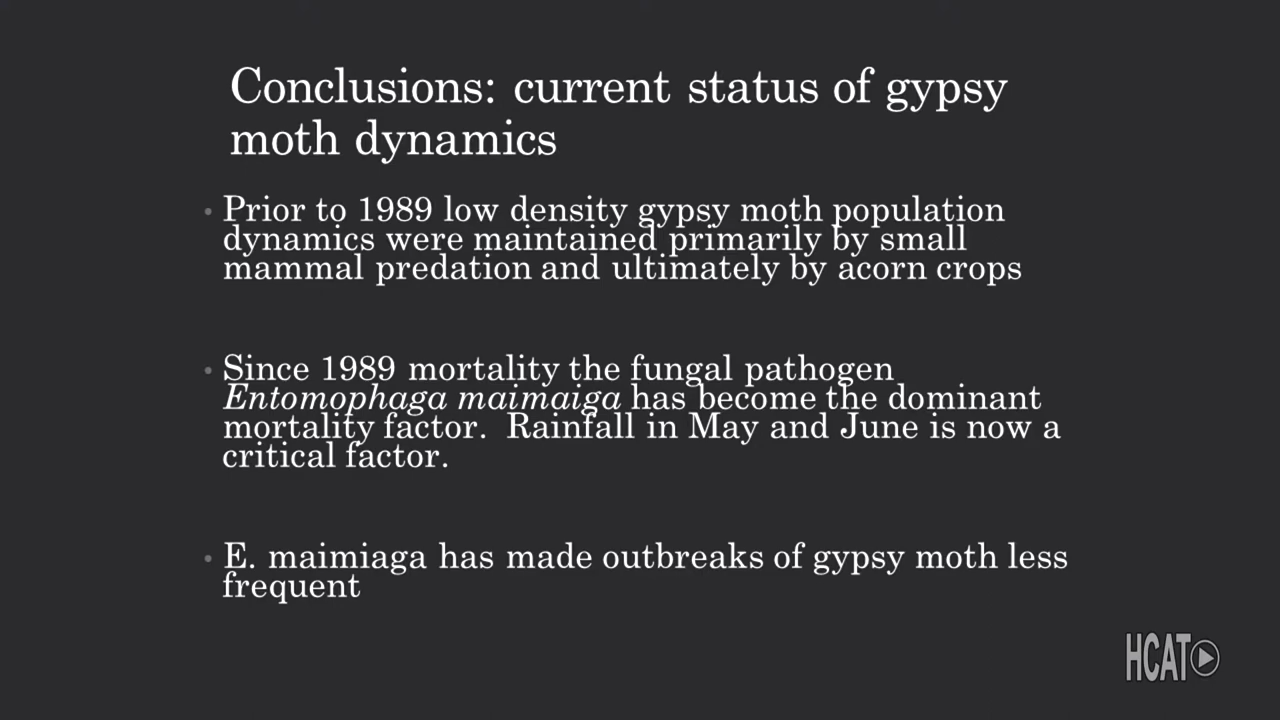 Conclusions: current status of gypsy
moth dynamics
• Prior to 1989 low density gypsy moth population
dynamics were maintained primarily by small
mammal predation and ultimately by acorn crops
• Since 1989 mortality the fungal pathogen
Entomophaga maimaiga has become the dominant
mortality factor.  Rainfall in May and June is now a
critical factor.
• E. maimiaga has made outbreaks of gypsy moth less
frequent
HCAT